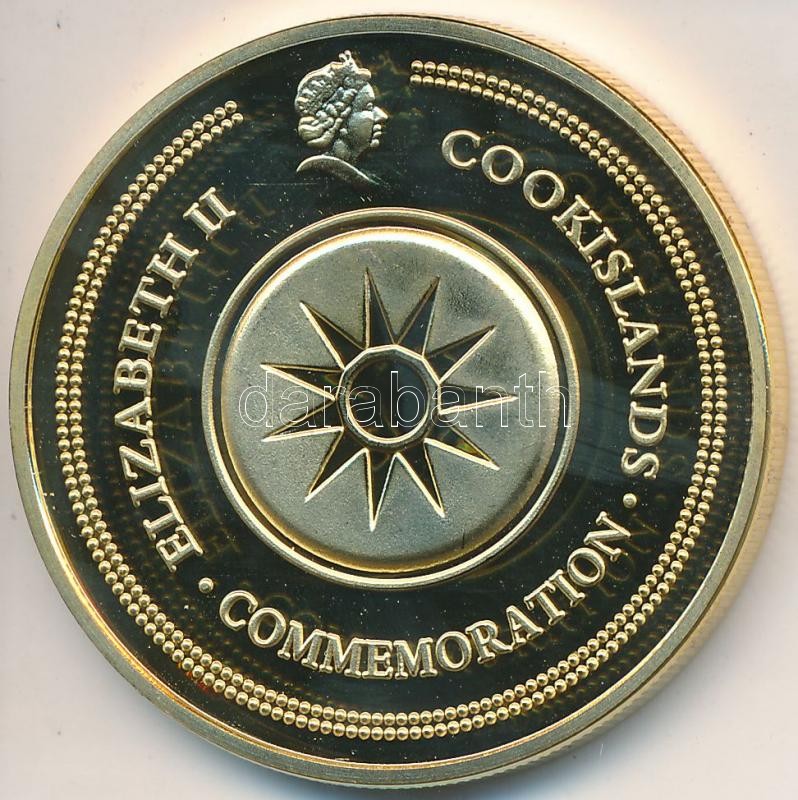 ELIZABETH II
COOKISLANDS ·
COMMEMORATION ·
darabanth